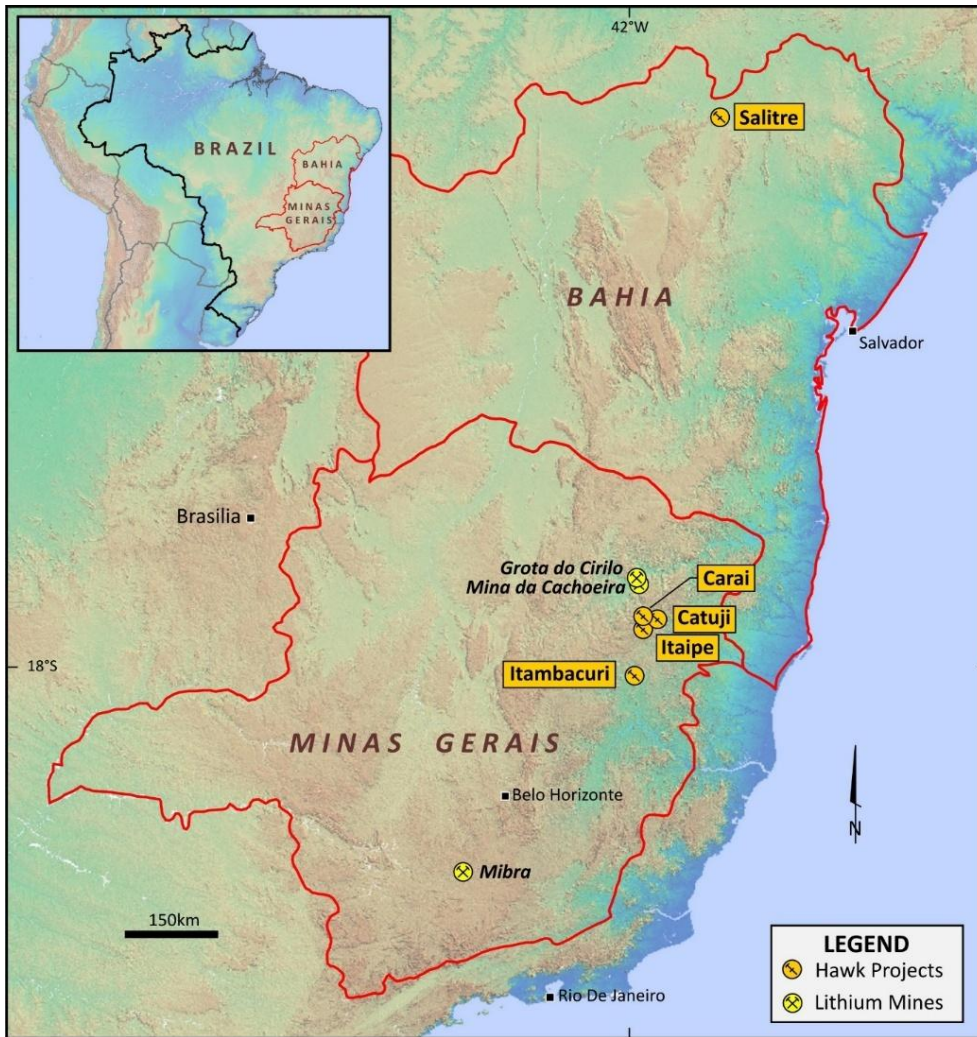 42°W
BRAZIL
BAHIA
MINAS
GERAIS
Salitre
BAHIA
Salvador
Brasilia
Grota do Cirilo
Mina da Cachoeira
Carai
Catuji
Itaipe
18°S
Itambacuri
MINAS GERAIS
Belo Horizonte
N
Mibra
150km
Rio De Janeiro
LEGEND
Hawk Projects
Lithium Mines
42°W